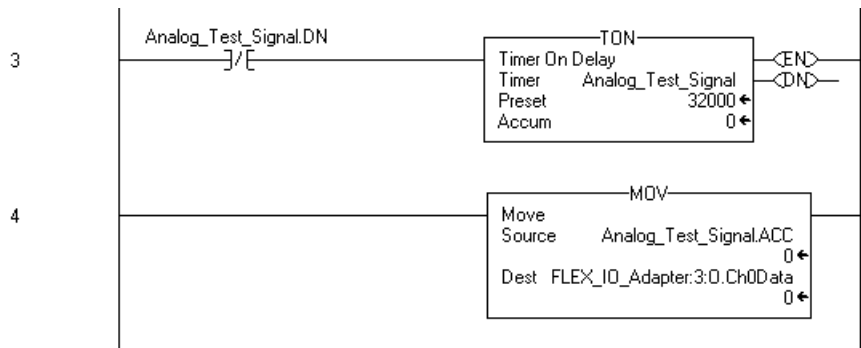 Analog_Test_Signal.DN
3
TON
Timer On Delay
Timer Analog_Test_Signal
Preset 32000
Accum 0
EN
DN
4
MOV
Move
Source Analog_Test_Signal.ACC
0
Dest FLEX_IO_Adapter:3:O.Ch0Data
0